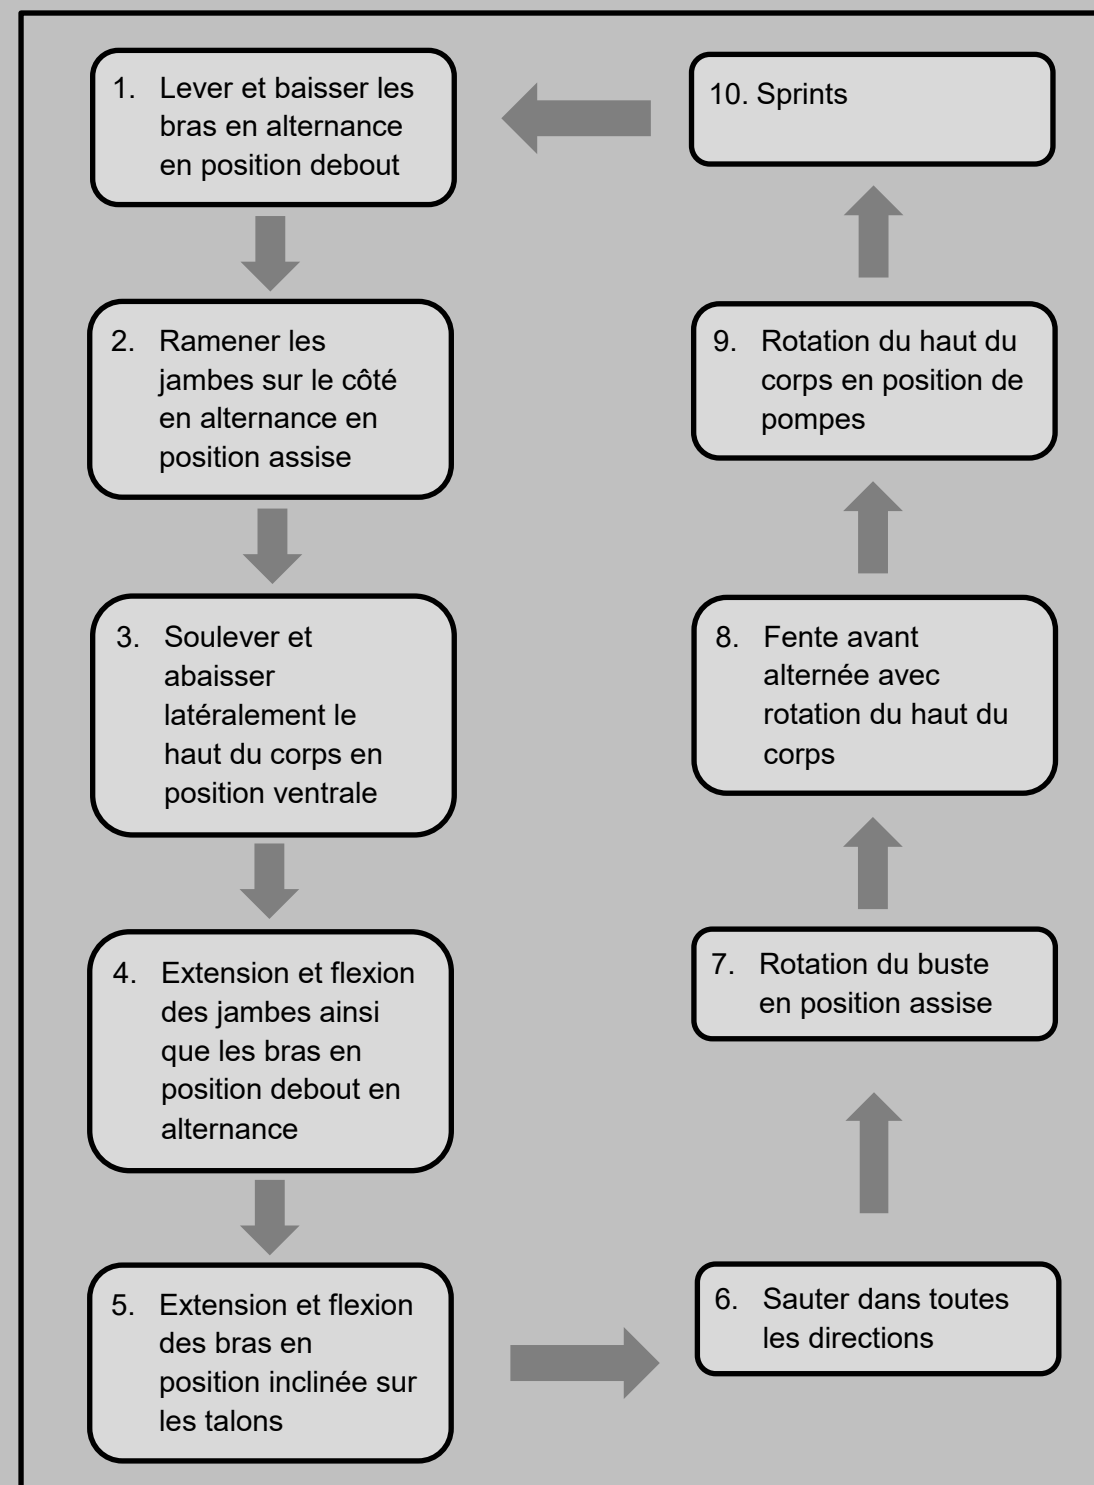 1. Lever et baisser les
bras en alternance
en position debout
2. Ramener les
jambes sur le côté
en alternance en
position assise
3. Soulever et
abaisser
latéralement le
haut du corps en
position ventrale
4. Extension et flexion
des jambes ainsi
que les bras en
position debout en
alternance
5. Extension et flexion
des bras en
position inclinée sur
les talons
6. Sauter dans toutes
les directions
7. Rotation du buste
en position assise
8. Fente avant
alternée avec
rotation du haut du
corps
9. Rotation du haut du
corps en position de
pompes
10. Sprints